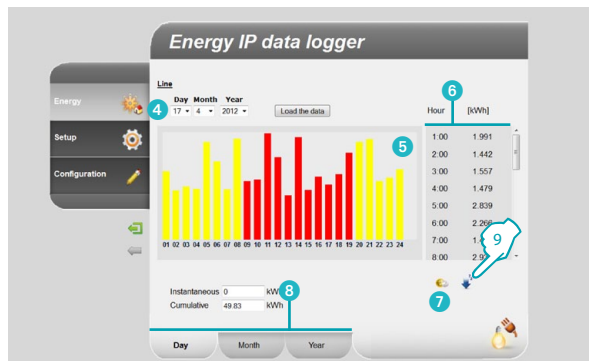 Energy IP data logger
Line
Day Month Year
4 17 4 2012 Load the data
Energy
Setup
Configuration
5
6
Hour [kWh]
1:00 1.991
2:00 1.442
3:00 1.557
4:00 1.479
5:00 2.839
6:00 2.266
7:00
8:00
9
01 02 03 04 05 06 07 08 09 10 11 12 13 14 15 16 17 18 19 20 21 22 23 24
7
8
Instantaneous 0 kW
Cumulative 49.83 kWh
Day Month Year